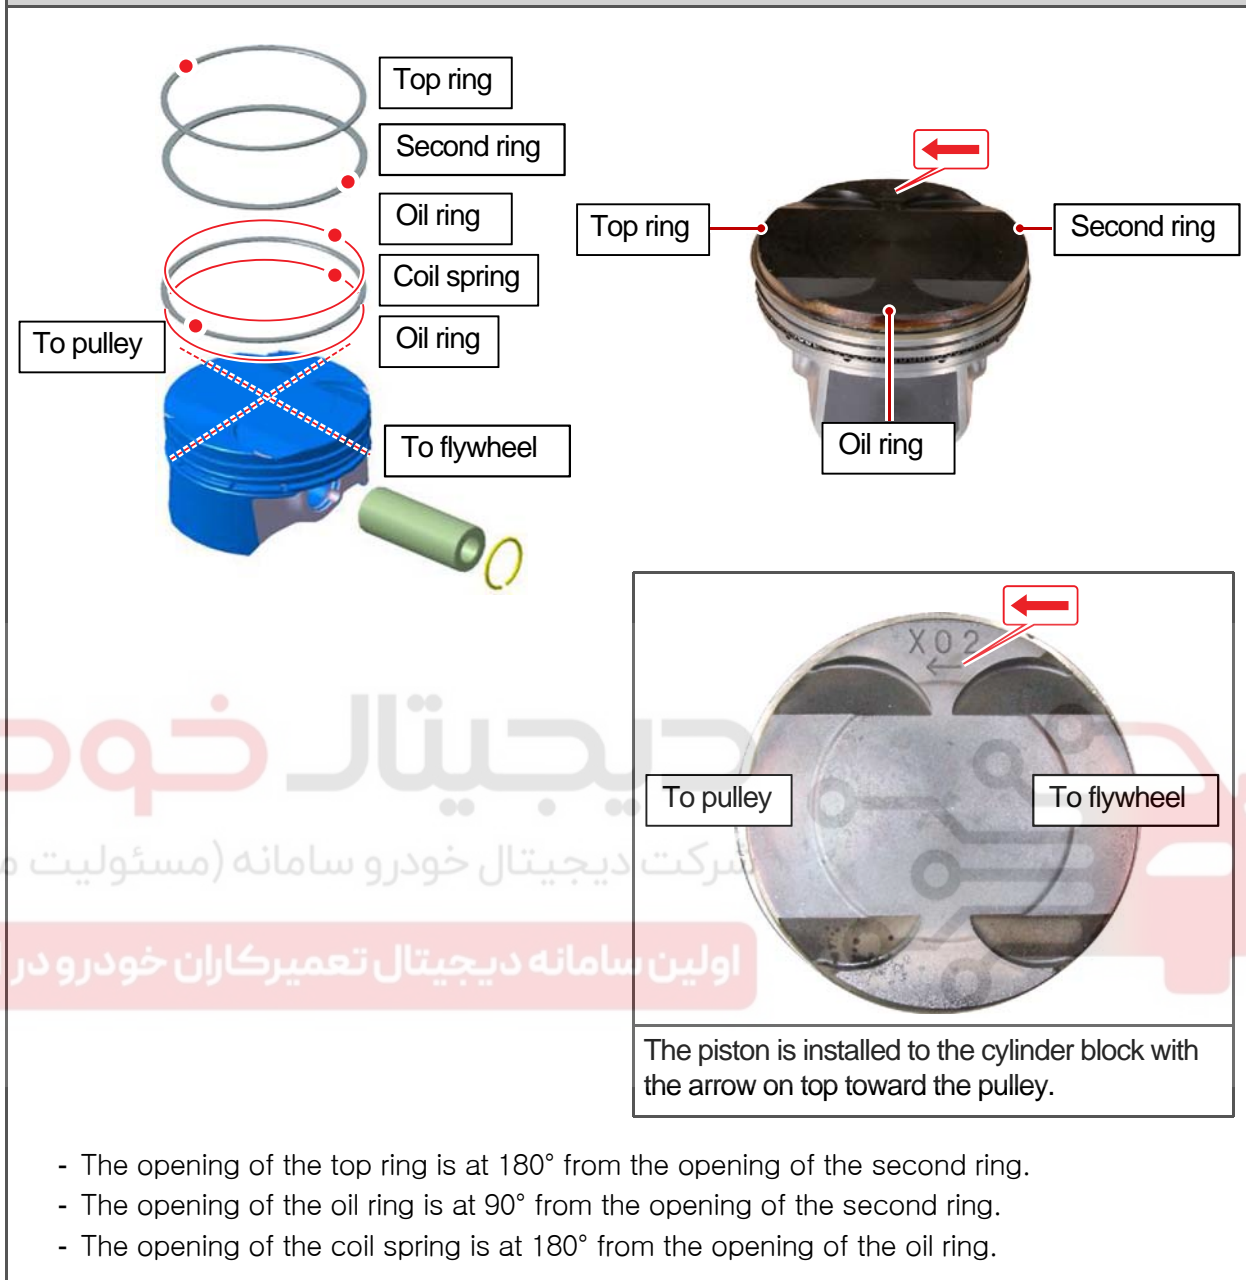 Top ring
Second ring
Oil ring
Coil spring
Oil ring
To pulley
To flywheel
Top ring
Second ring
Oil ring
X02
To pulley
To flywheel
The piston is installed to the cylinder block with
the arrow on top toward the pulley.
دیجیتال خود
شرکت دیجیتال خودرو سامانه (مسئولیت
اولین سامانه دیجیتال تعمیرکاران خودرو در
- The opening of the top ring is at 180° from the opening of the second ring.
- The opening of the oil ring is at 90° from the opening of the second ring.
- The opening of the coil spring is at 180° from the opening of the oil ring.